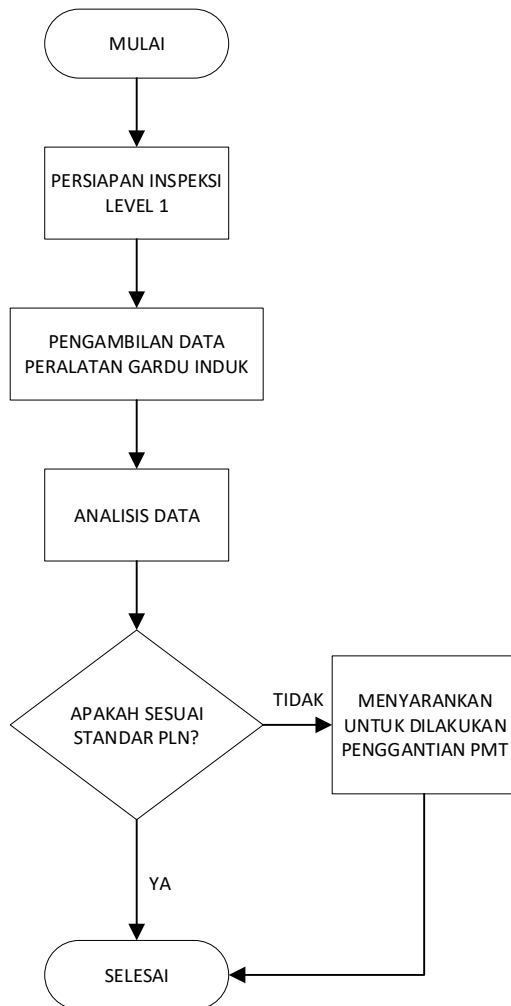 MULAI
PERSIAPAN INSPEKSI
LEVEL 1
PENGAMBILAN DATA
PERALATAN GARDU INDUK
ANALISIS DATA
APAKAH SESUAI
STANDAR PLN?
TIDAK
MENYARANKAN
UNTUK DILAKUKAN
PENGGANTIAN PMT
YA
SELESAI